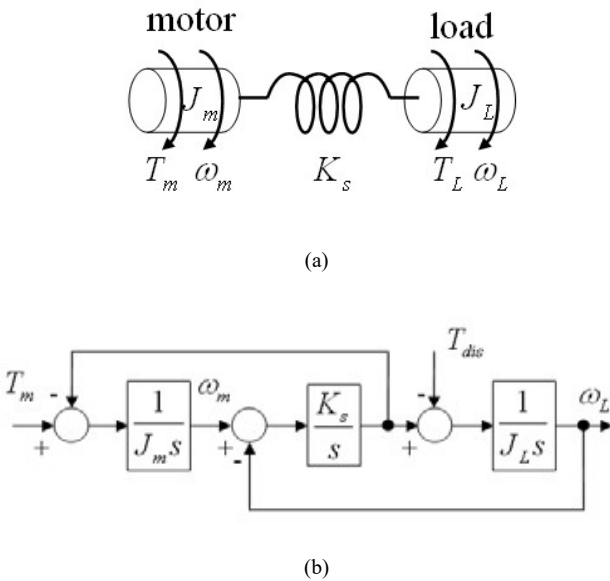 motor
load
J_m
J_L
T_m ω_m
K_s
T_L ω_L
(a)
T_dis
T_m
-
+
1
J_m s
ω_m
+
-
K_s
s
-
+
1
J_L s
ω_L
(b)